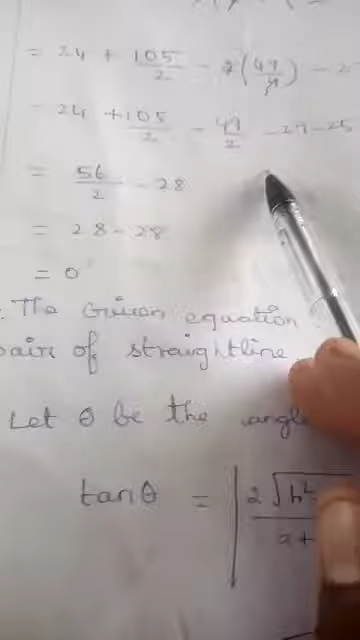 = 24 + 105/2 - 2(49/4) - 2
- 24 + 105/2 - 49/2 - 27 - 25
= 56/2 - 28
= 28 - 28
= 0
The Given equation
pair of straightline
Let θ be the angle
tanθ = | 2√h² / a+